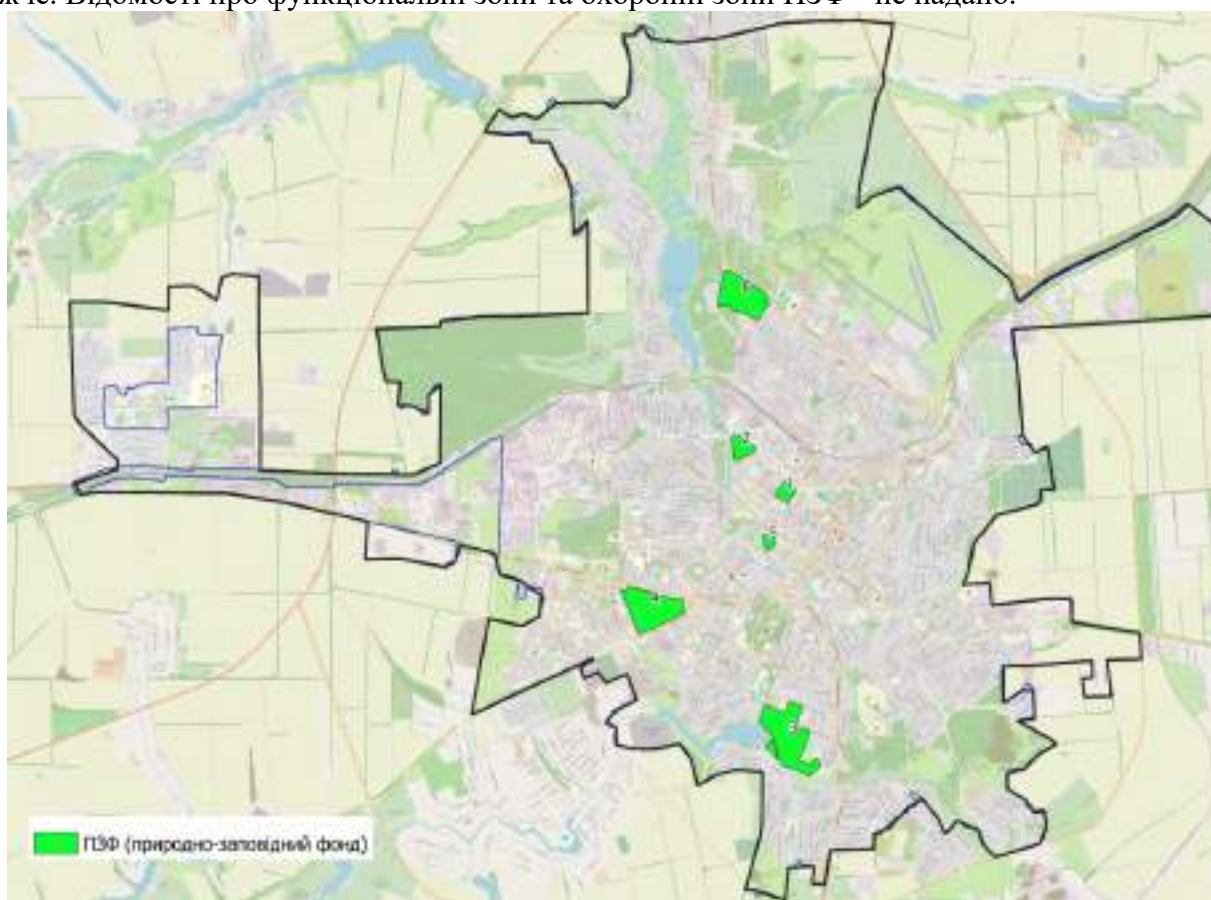 Відомості про функціональні зони та охоронні зони ПЗФ – не надано.
ПЗФ (природно-заповідний фонд)